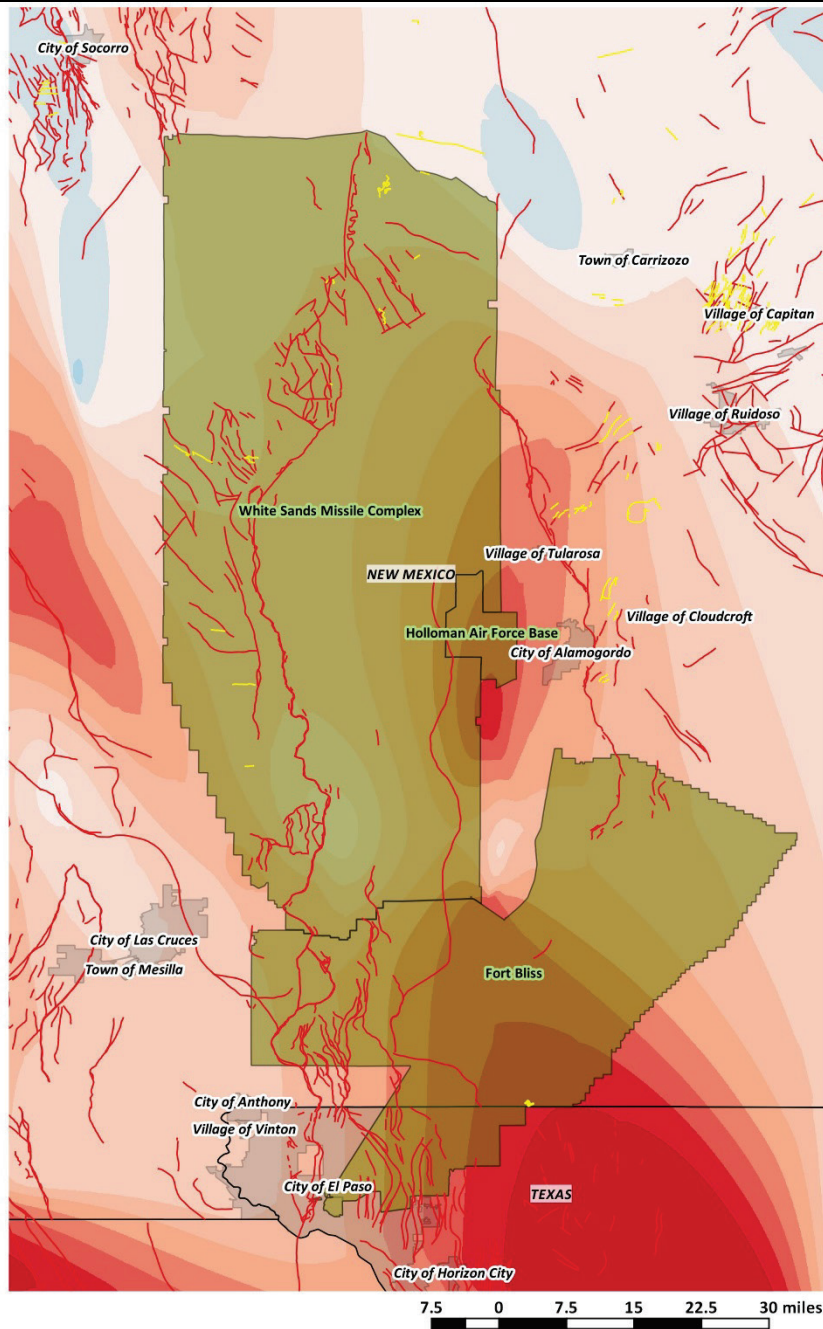 City of Socorro
Town of Carrizozo
Village of Capitan
Village of Ruidoso
White Sands Missile Complex
Village of Tularosa
NEW MEXICO
Village of Cloudcroft
Holloman Air Force Base
City of Alamogordo
City of Las Cruces
Town of Mesilla
Fort Bliss
City of Anthony
Village of Vinton
City of El Paso
TEXAS
City of Horizon City
7.5 0 7.5 15 22.5 30 miles